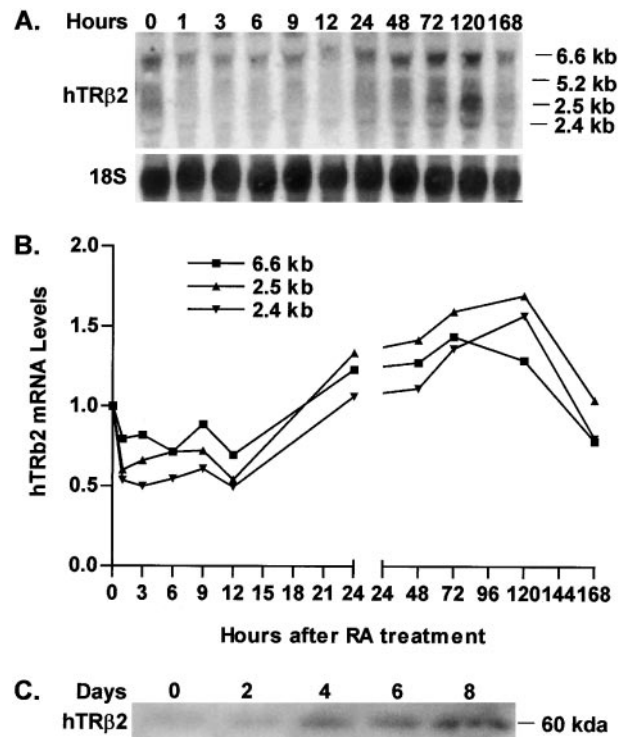 A. Hours 0 1 3 6 9 12 24 48 72 120 168
6.6 kb
5.2 kb
hTRβ2
2.5 kb
2.4 kb
18S
B.
2.0
1.5
1.0
0.5
0.0
hTRb2 mRNA Levels
6.6 kb
2.5 kb
2.4 kb
0 3 6 9 12 15 18 21 24 24 48 72 96 120 144 168
Hours after RA treatment
C. Days 0 2 4 6 8
hTRβ2 60 kda